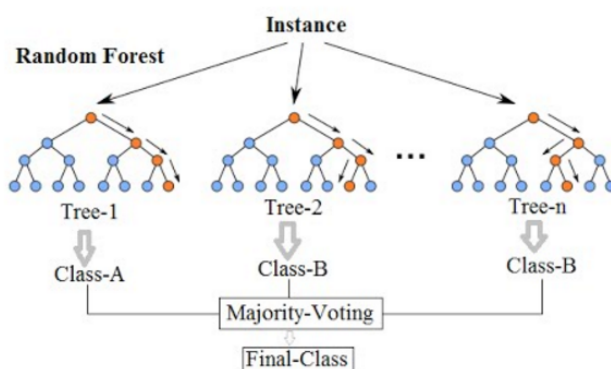 Instance
Random Forest
...
Tree-1
Tree-2
Tree-n
Class-A
Class-B
Class-B
Majority-Voting
Final-Class